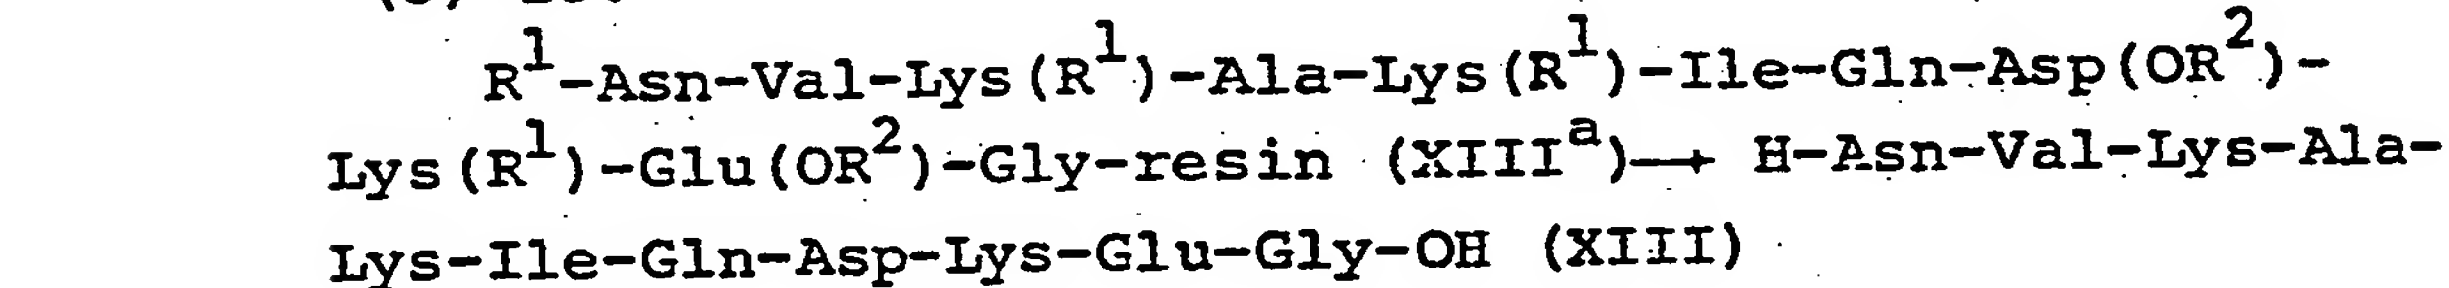 R¹-Asn-Val-Lys(R¹)-Ala-Lys(R¹)-Ile-Gln-Asp(OR²)-
Lys(R¹)-Glu(OR²)-Gly-resin (XIIIᵃ)→ H-Asn-Val-Lys-Ala-
Lys-Ile-Gln-Asp-Lys-Glu-Gly-OH (XIII)